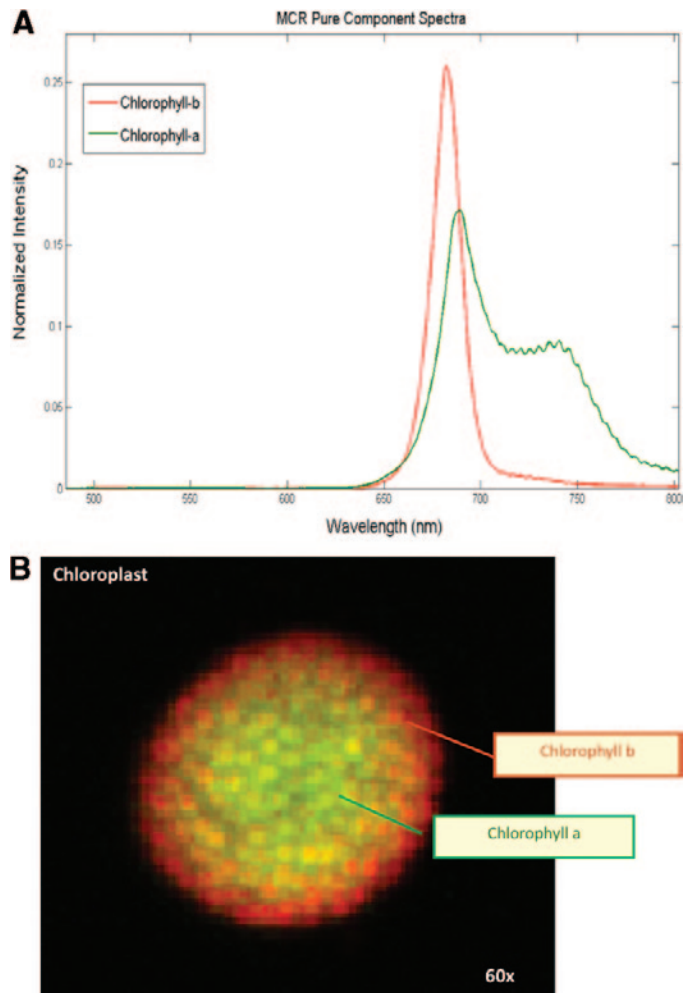 A
MCR Pure Component Spectra
Chlorophyll-b
Chlorophyll-a
Normalized Intensity
0.25
0.2
0.15
0.1
0.05
0
500
550
600
650
700
750
800
Wavelength (nm)
B
Chloroplast
Chlorophyll b
Chlorophyll a
60x